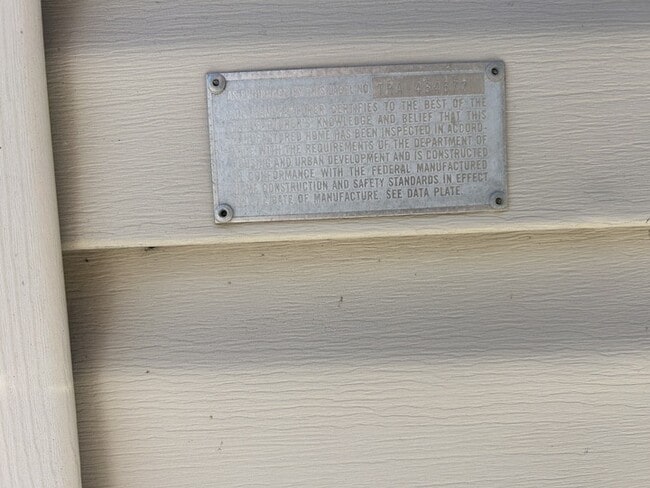 TRA 
CERTIFIES TO THE BEST OF THE
KNOWLEDGE AND BELIEF THAT THIS
HOME HAS BEEN INSPECTED IN ACCORD-
WITH THE REQUIREMENTS OF THE DEPARTMENT OF
AND URBAN DEVELOPMENT AND IS CONSTRUCTED
CONFORMANCE WITH THE FEDERAL MANUFACTURED
CONSTRUCTION AND SAFETY STANDARDS IN EFFECT
DATE OF MANUFACTURE. SEE DATA PLATE.